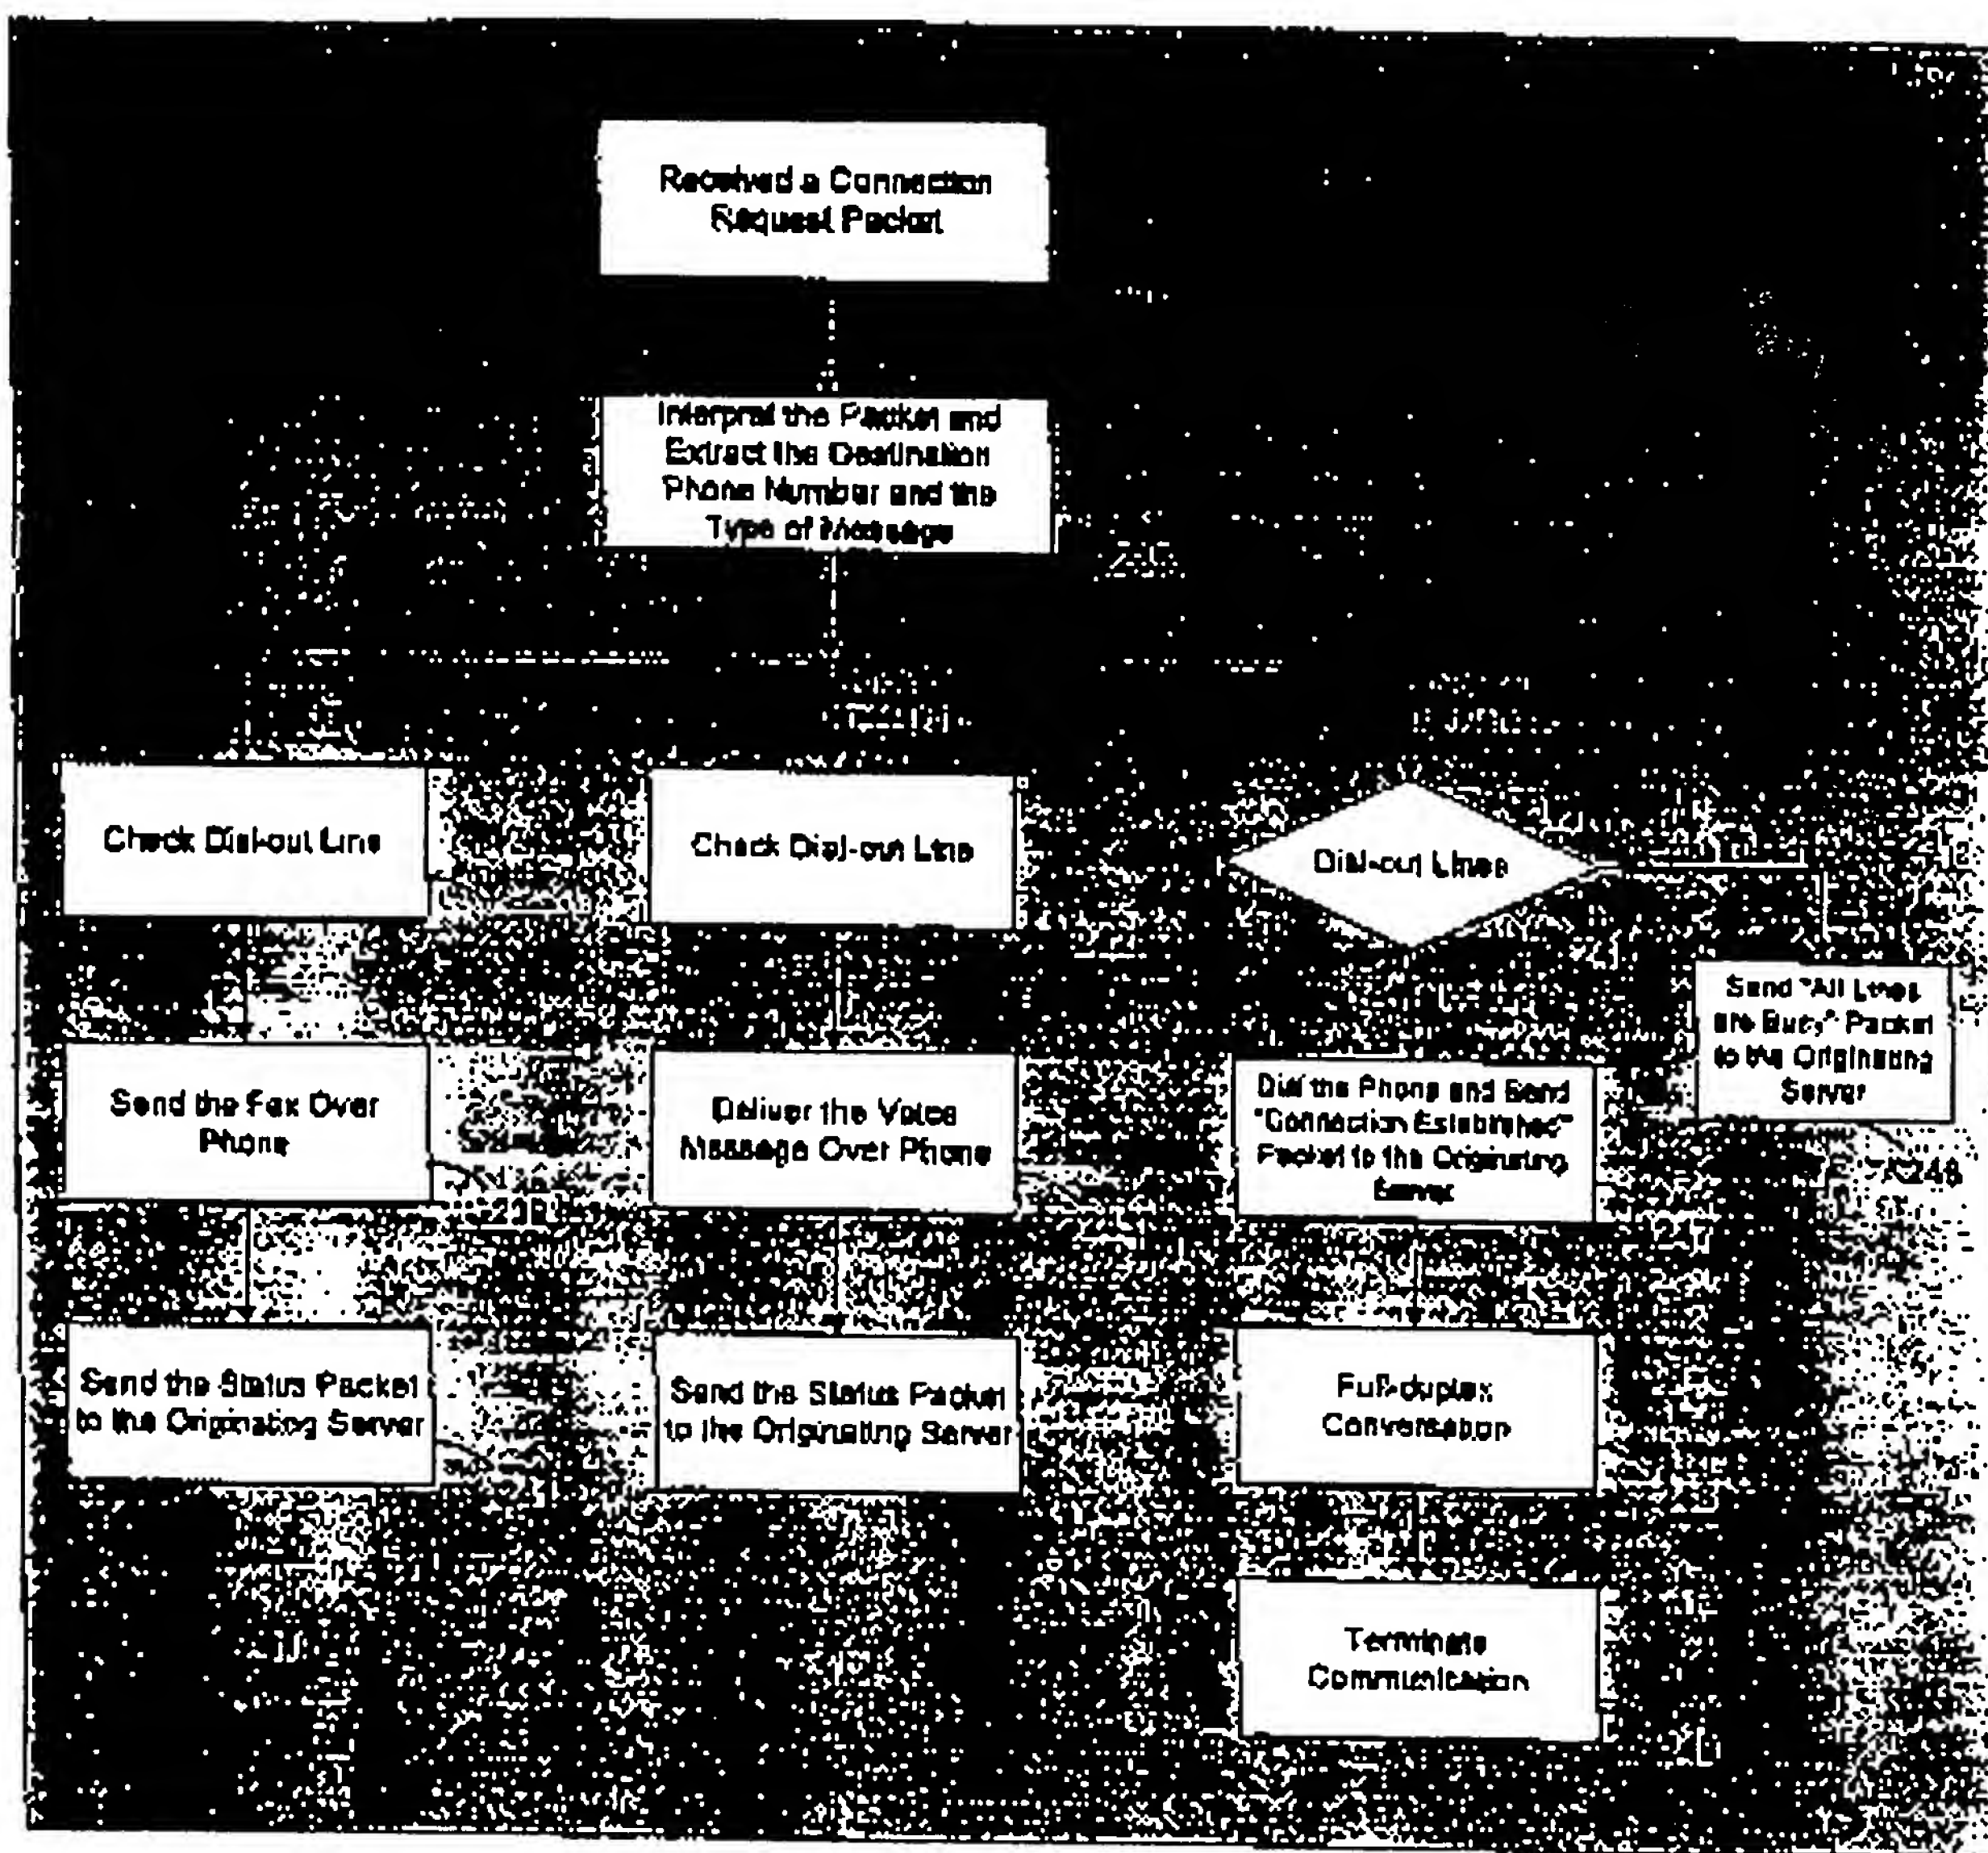 Received a Connection
Request Packet
Interpret the Packet and
Extract the Destination
Phone Number and the
Type of Message
Check Dial-out Line
Check Dial-out Line
Dial-out Lines
Send "All Lines
are Busy" Packet
to the Originating
Server
Send the Fax Over
Phone
Deliver the Voice
Message Over Phone
Dial the Phone and Send
"Connection Established"
Packet to the Originating
Server
248
Send the Status Packet
to the Originating Server
Send the Status Packet
to the Originating Server
Full-duplex
Conversation
Terminate
Communication